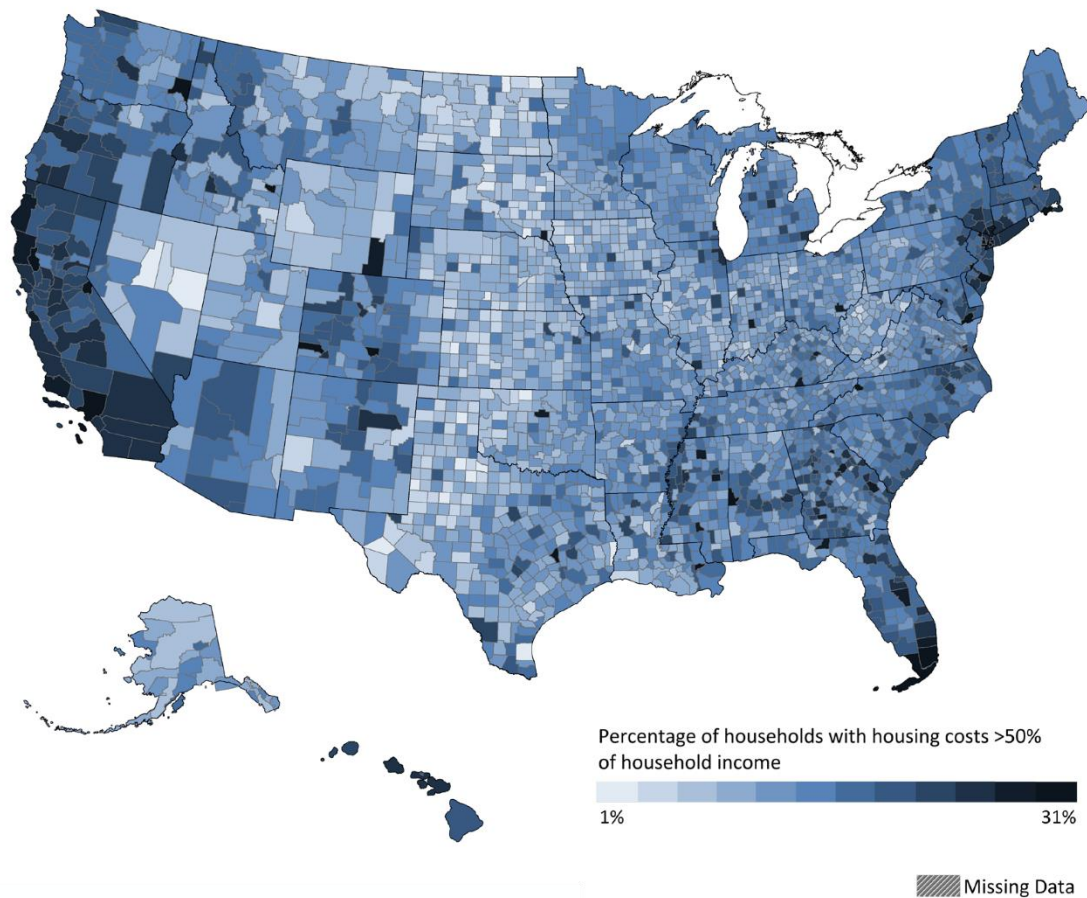 Percentage of households with housing costs >50%
of household income
1% 31%
Missing Data